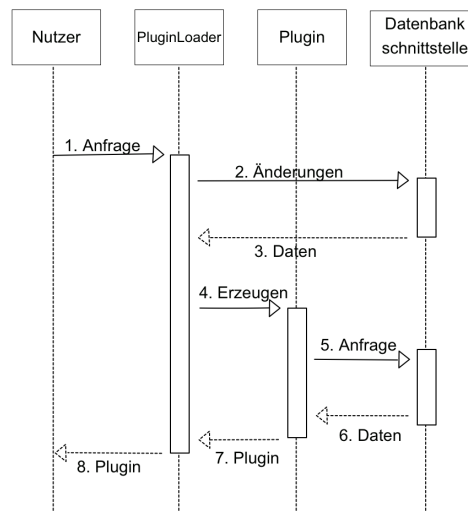 Nutzer
PluginLoader
Plugin
Datenbank
schnittstelle
1. Anfrage
2. Änderungen
3. Daten
4. Erzeugen
5. Anfrage
6. Daten
7. Plugin
8. Plugin